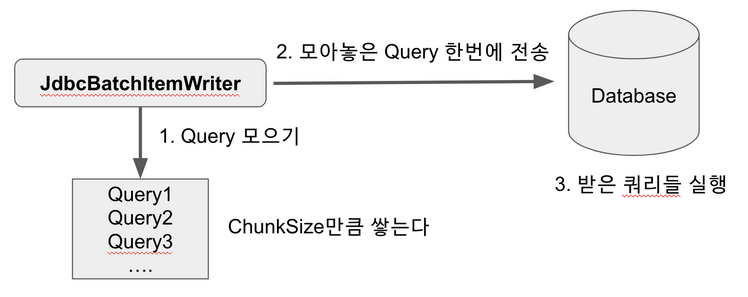 2. 모아놓은 Query 한번에 전송
JdbcBatchItemWriter
Database
1. Query 모으기
3. 받은 쿼리들 실행
Query1
Query2
Query3
....
ChunkSize만큼 쌓는다